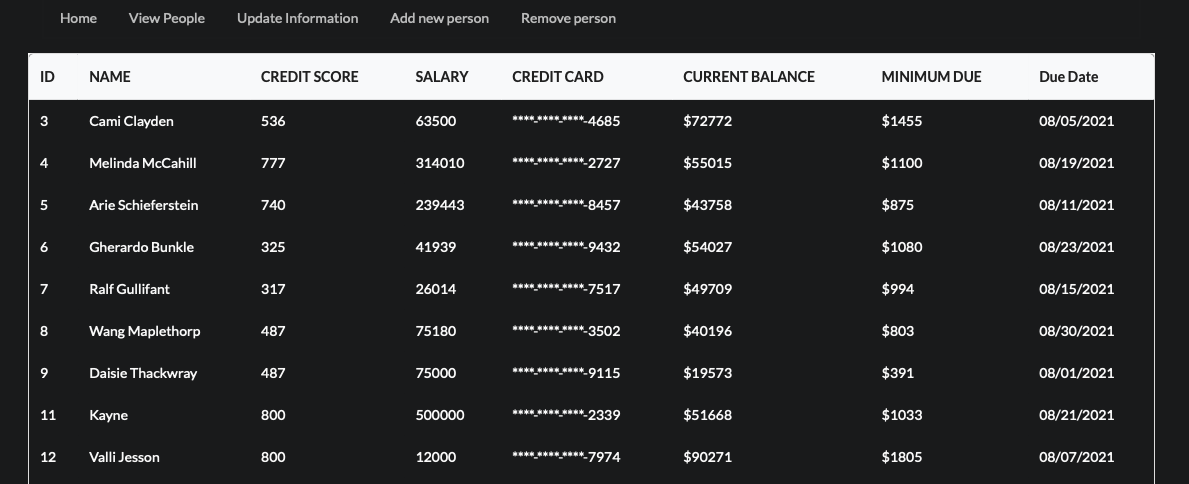 Home View People Update Information Add new person Remove person
ID NAME CREDIT SCORE SALARY CREDIT CARD CURRENT BALANCE MINIMUM DUE Due Date
3 Cami Clayden 536 63500 ****-****-****-4685 $72772 $1455 08/05/2021
4 Melinda McCahill 777 314010 ****-****-****-2727 $55015 $1100 08/19/2021
5 Arie Schieferstein 740 239443 ****-****-****-8457 $43758 $875 08/11/2021
6 Gherardo Bunkle 325 41939 ****-****-****-9432 $54027 $1080 08/23/2021
7 Ralf Gullifant 317 26014 ****-****-****-7517 $49709 $994 08/15/2021
8 Wang Maplethorp 487 75180 ****-****-****-3502 $40196 $803 08/30/2021
9 Daisie Thackwray 487 75000 ****-****-****-9115 $19573 $391 08/01/2021
11 Kayne 800 500000 ****-****-****-2339 $51668 $1033 08/21/2021
12 Valli Jesson 800 12000 ****-****-****-7974 $90271 $1805 08/07/2021